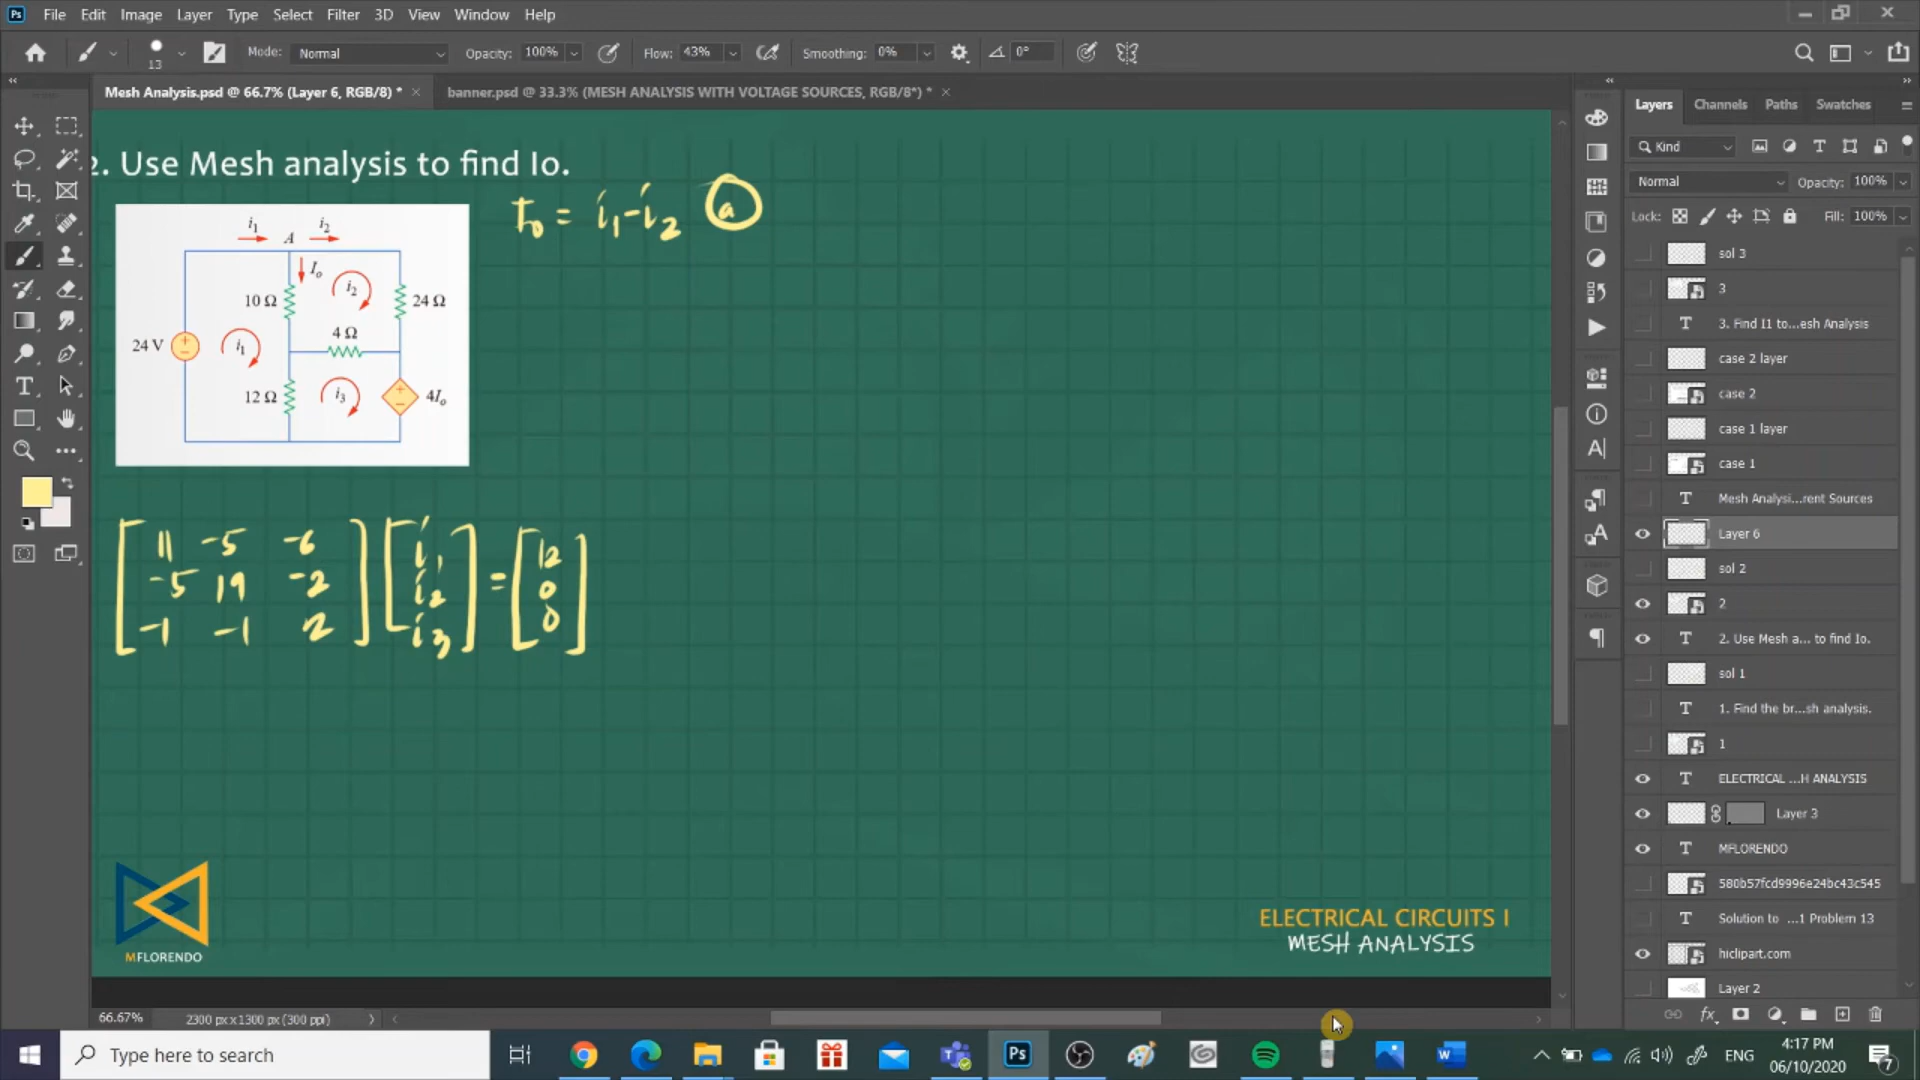 Ps File Edit Image Layer Type Select Filter 3D View Window Help
13 Mode: Normal Opacity: 100% Flow: 43% Smoothing: 0% 0°
Mesh Analysis.psd @ 66.7% (Layer 6, RGB/8) * × banner.psd @ 33.3% (MESH ANALYSIS WITH VOLTAGE SOURCES, RGB/8*) * ×
2. Use Mesh analysis to find Io.
I0 = i1-i2 a
i1 A i2
Io
10 Ω i2 24 Ω
4 Ω
24 V i1
12 Ω i3 4Io
11 -5 -6 i1 12
-5 19 -2 i2 = 0
-1 -1 2 i3 0
MFLORENDO
ELECTRICAL CIRCUITS I
MESH ANALYSIS
Layers Channels Paths Swatches
Kind
Normal Opacity: 100%
Lock: Fill: 100%
sol 3
3
T 3. Find I1 to...esh Analysis
case 2 layer
case 2
case 1 layer
case 1
T Mesh Analysi...rent Sources
Layer 6
sol 2
2
T 2. Use Mesh a... to find Io.
sol 1
T 1. Find the br...sh analysis.
1
T ELECTRICAL ...H ANALYSIS
Layer 3
T MFLORENDO
580b57fcd9996e24bc43c545
T Solution to ...1 Problem 13
hiclipart.com
Layer 2
66.67% 2300 px x 1300 px (300 ppi)
Type here to search
ENG
4:17 PM
06/10/2020
7